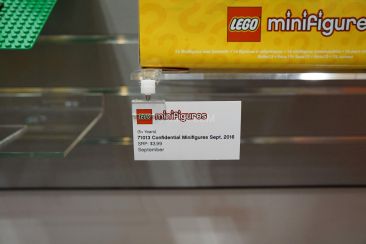 LEGO minifigures
LEGO minifigures
(5+ Years)
71013 Confidential Minifigures Sept. 2016
SRP: $3.99
September